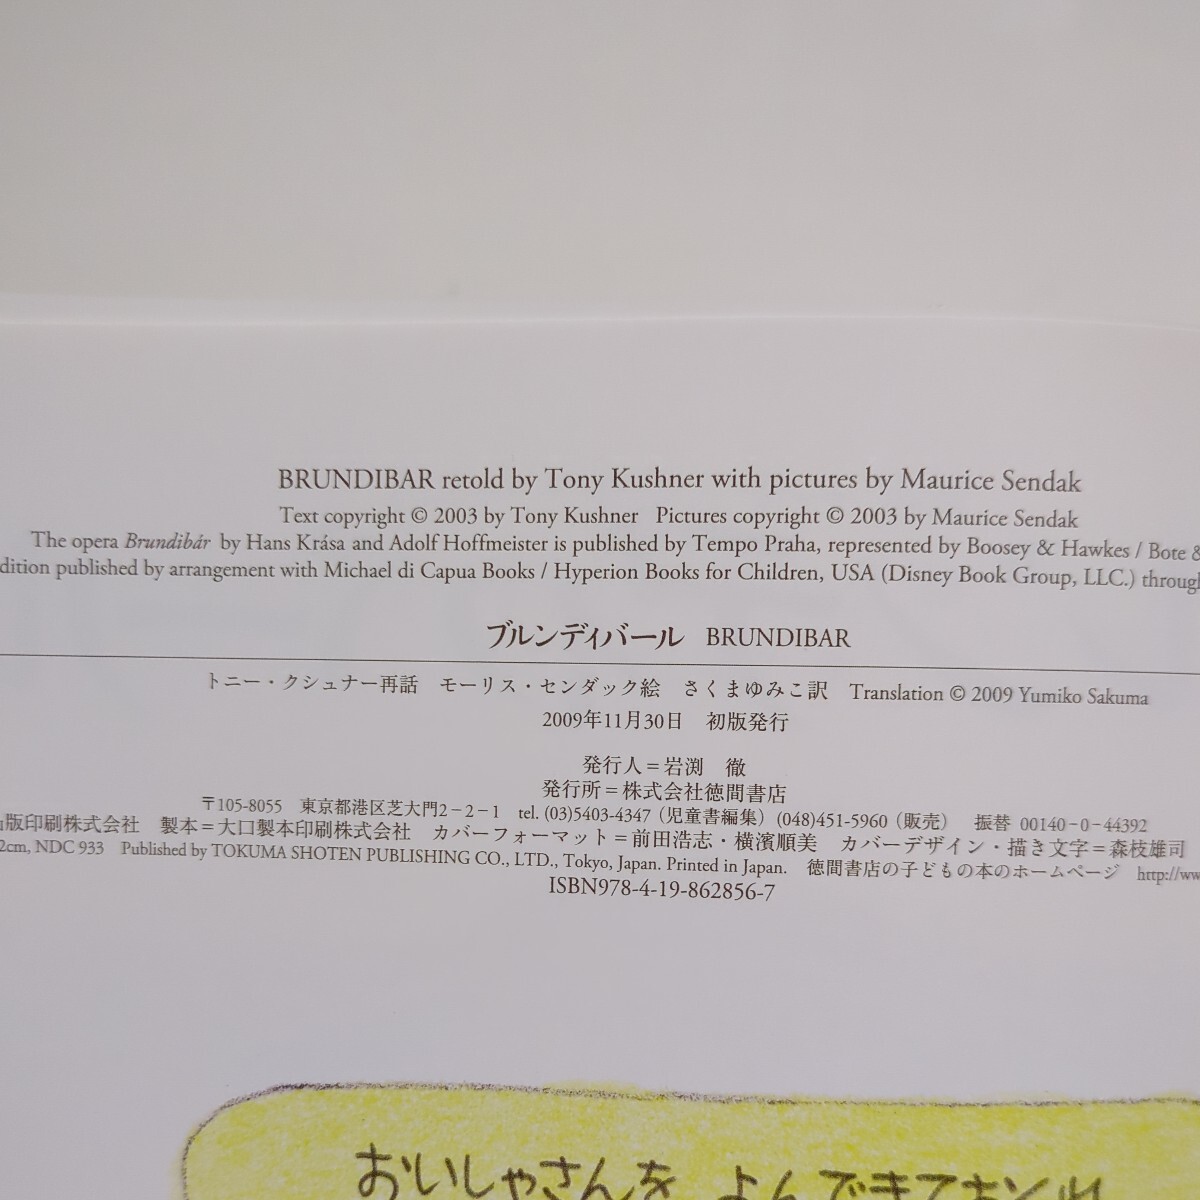 BRUNDIBAR retold by Tony Kushner with pictures by Maurice Sendak
Text copyright © 2003 by Tony Kushner Pictures copyright © 2003 by Maurice Sendak
The opera Brundibár by Hans Krása and Adolf Hoffmeister is published by Tempo Praha, represented by Boosey & Hawkes / Bote &
dition published by arrangement with Michael di Capua Books / Hyperion Books for Children, USA (Disney Book Group, LLC.) through
ブルンディバール BRUNDIBAR
トニー・クシュナー再話 モーリス・センダック絵 さくまゆみこ訳 Translation © 2009 Yumiko Sakuma
2009年11月30日 初版発行
発行人=岩渕 徹
発行所=株式会社徳間書店
〒105-8055 東京都港区芝大門2-2-1 tel. (03)5403-4347（児童書編集）(048)451-5960（販売） 振替 00140-0-44392
版印刷株式会社 製本=大口製本印刷株式会社 カバーフォーマット=前田浩志・横濱順美 カバーデザイン・描き文字=森枝雄司
2cm, NDC 933 Published by TOKUMA SHOTEN PUBLISHING CO., LTD., Tokyo, Japan. Printed in Japan. 徳間書店の子どもの本のホームページ http://ww
ISBN978-4-19-862856-7
おいしゃさんを よんできて